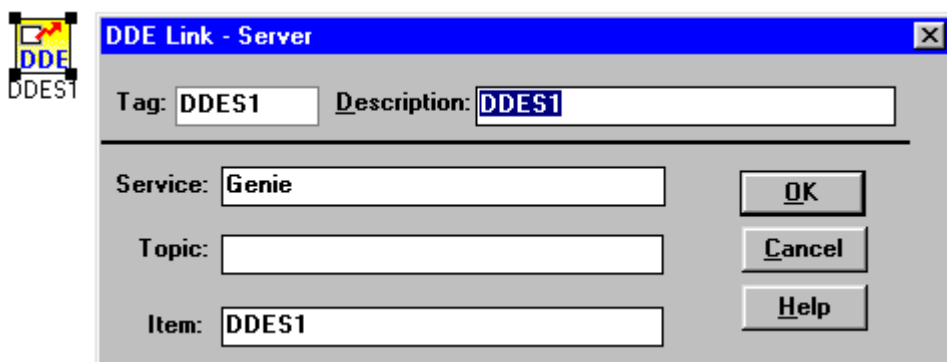 DDE
DDES1
DDE Link - Server
Tag: DDES1 Description: DDES1
Service: Genie
Topic:
Item: DDES1
OK
Cancel
Help